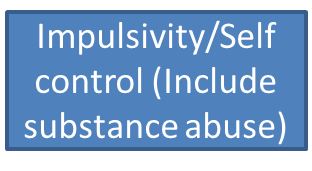 Impulsivity/Self
control (Include
substance abuse)